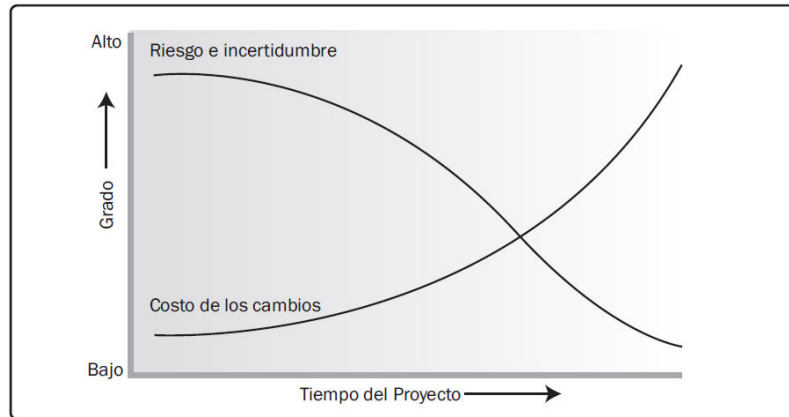 Alto
Riesgo e incertidumbre
Grado
Costo de los cambios
Bajo
Tiempo del Proyecto